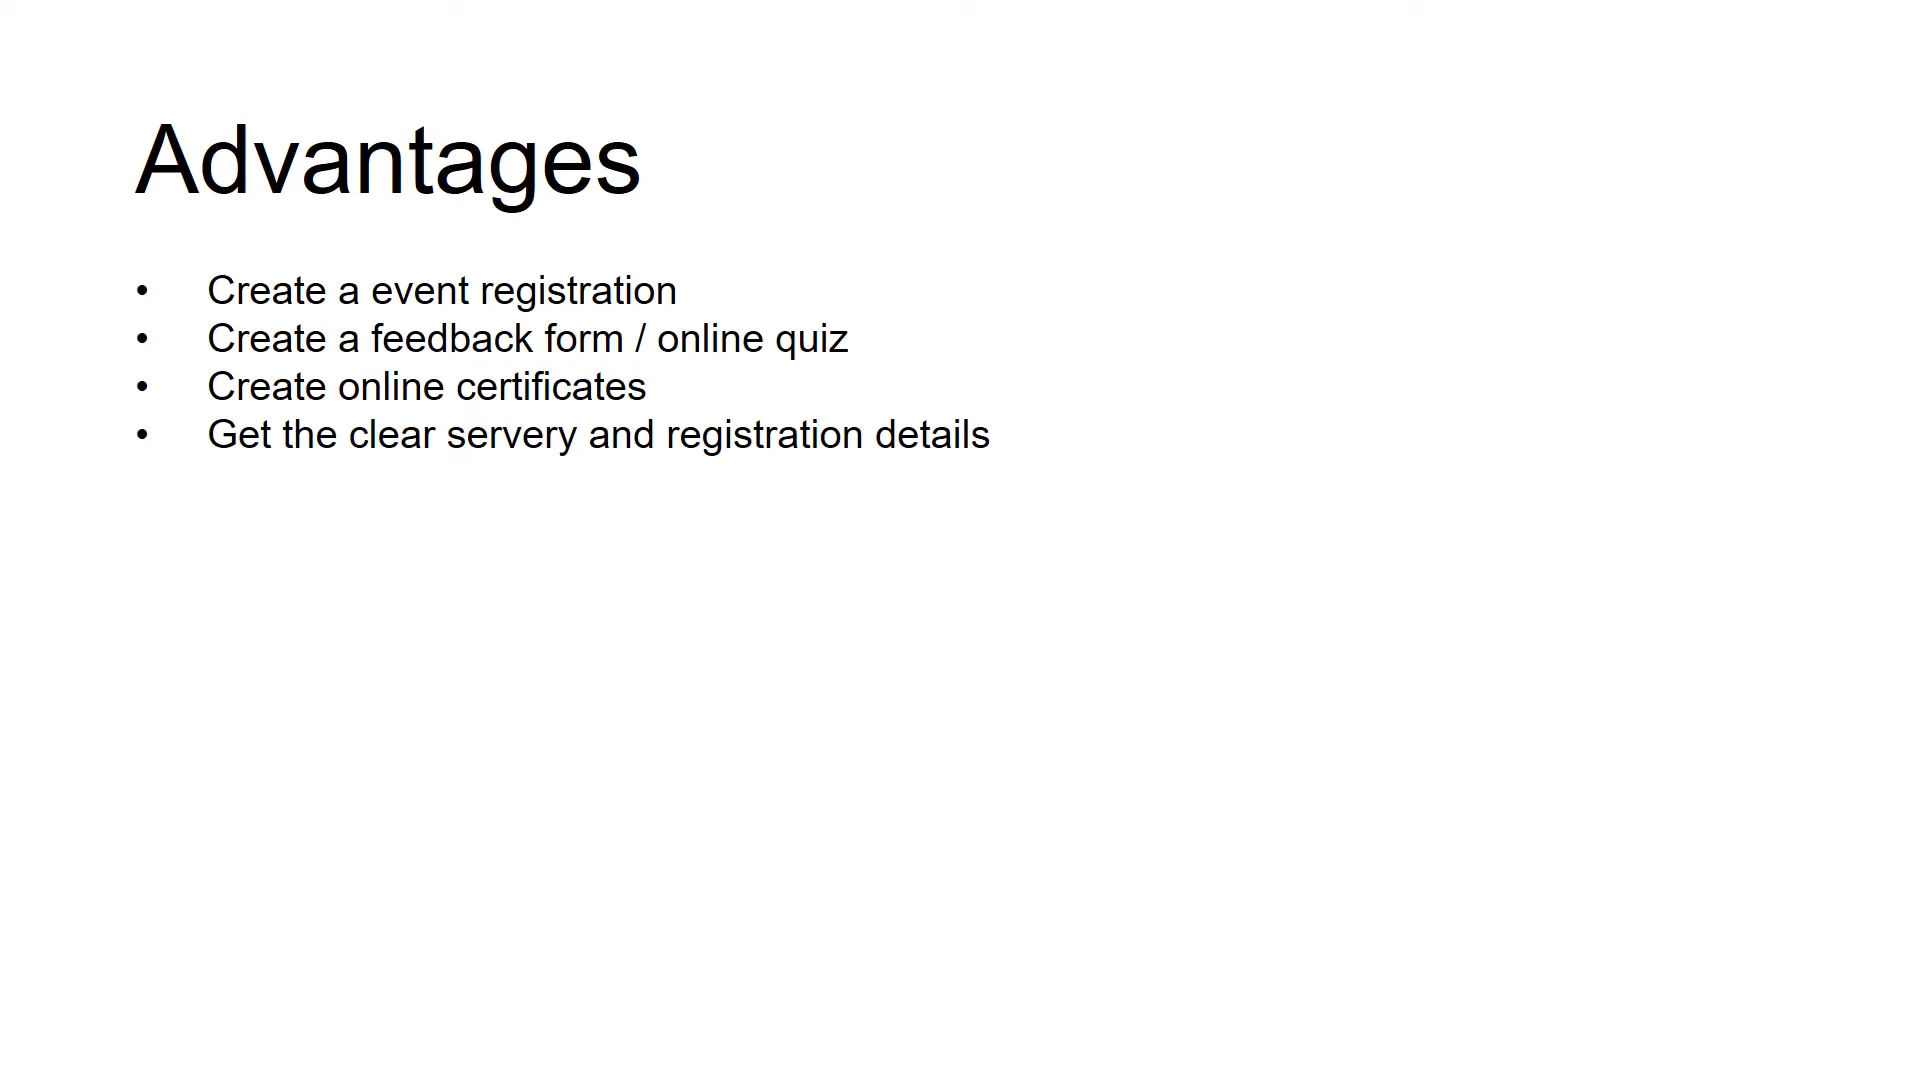 Advantages
• Create a event registration
• Create a feedback form / online quiz
• Create online certificates
• Get the clear servery and registration details